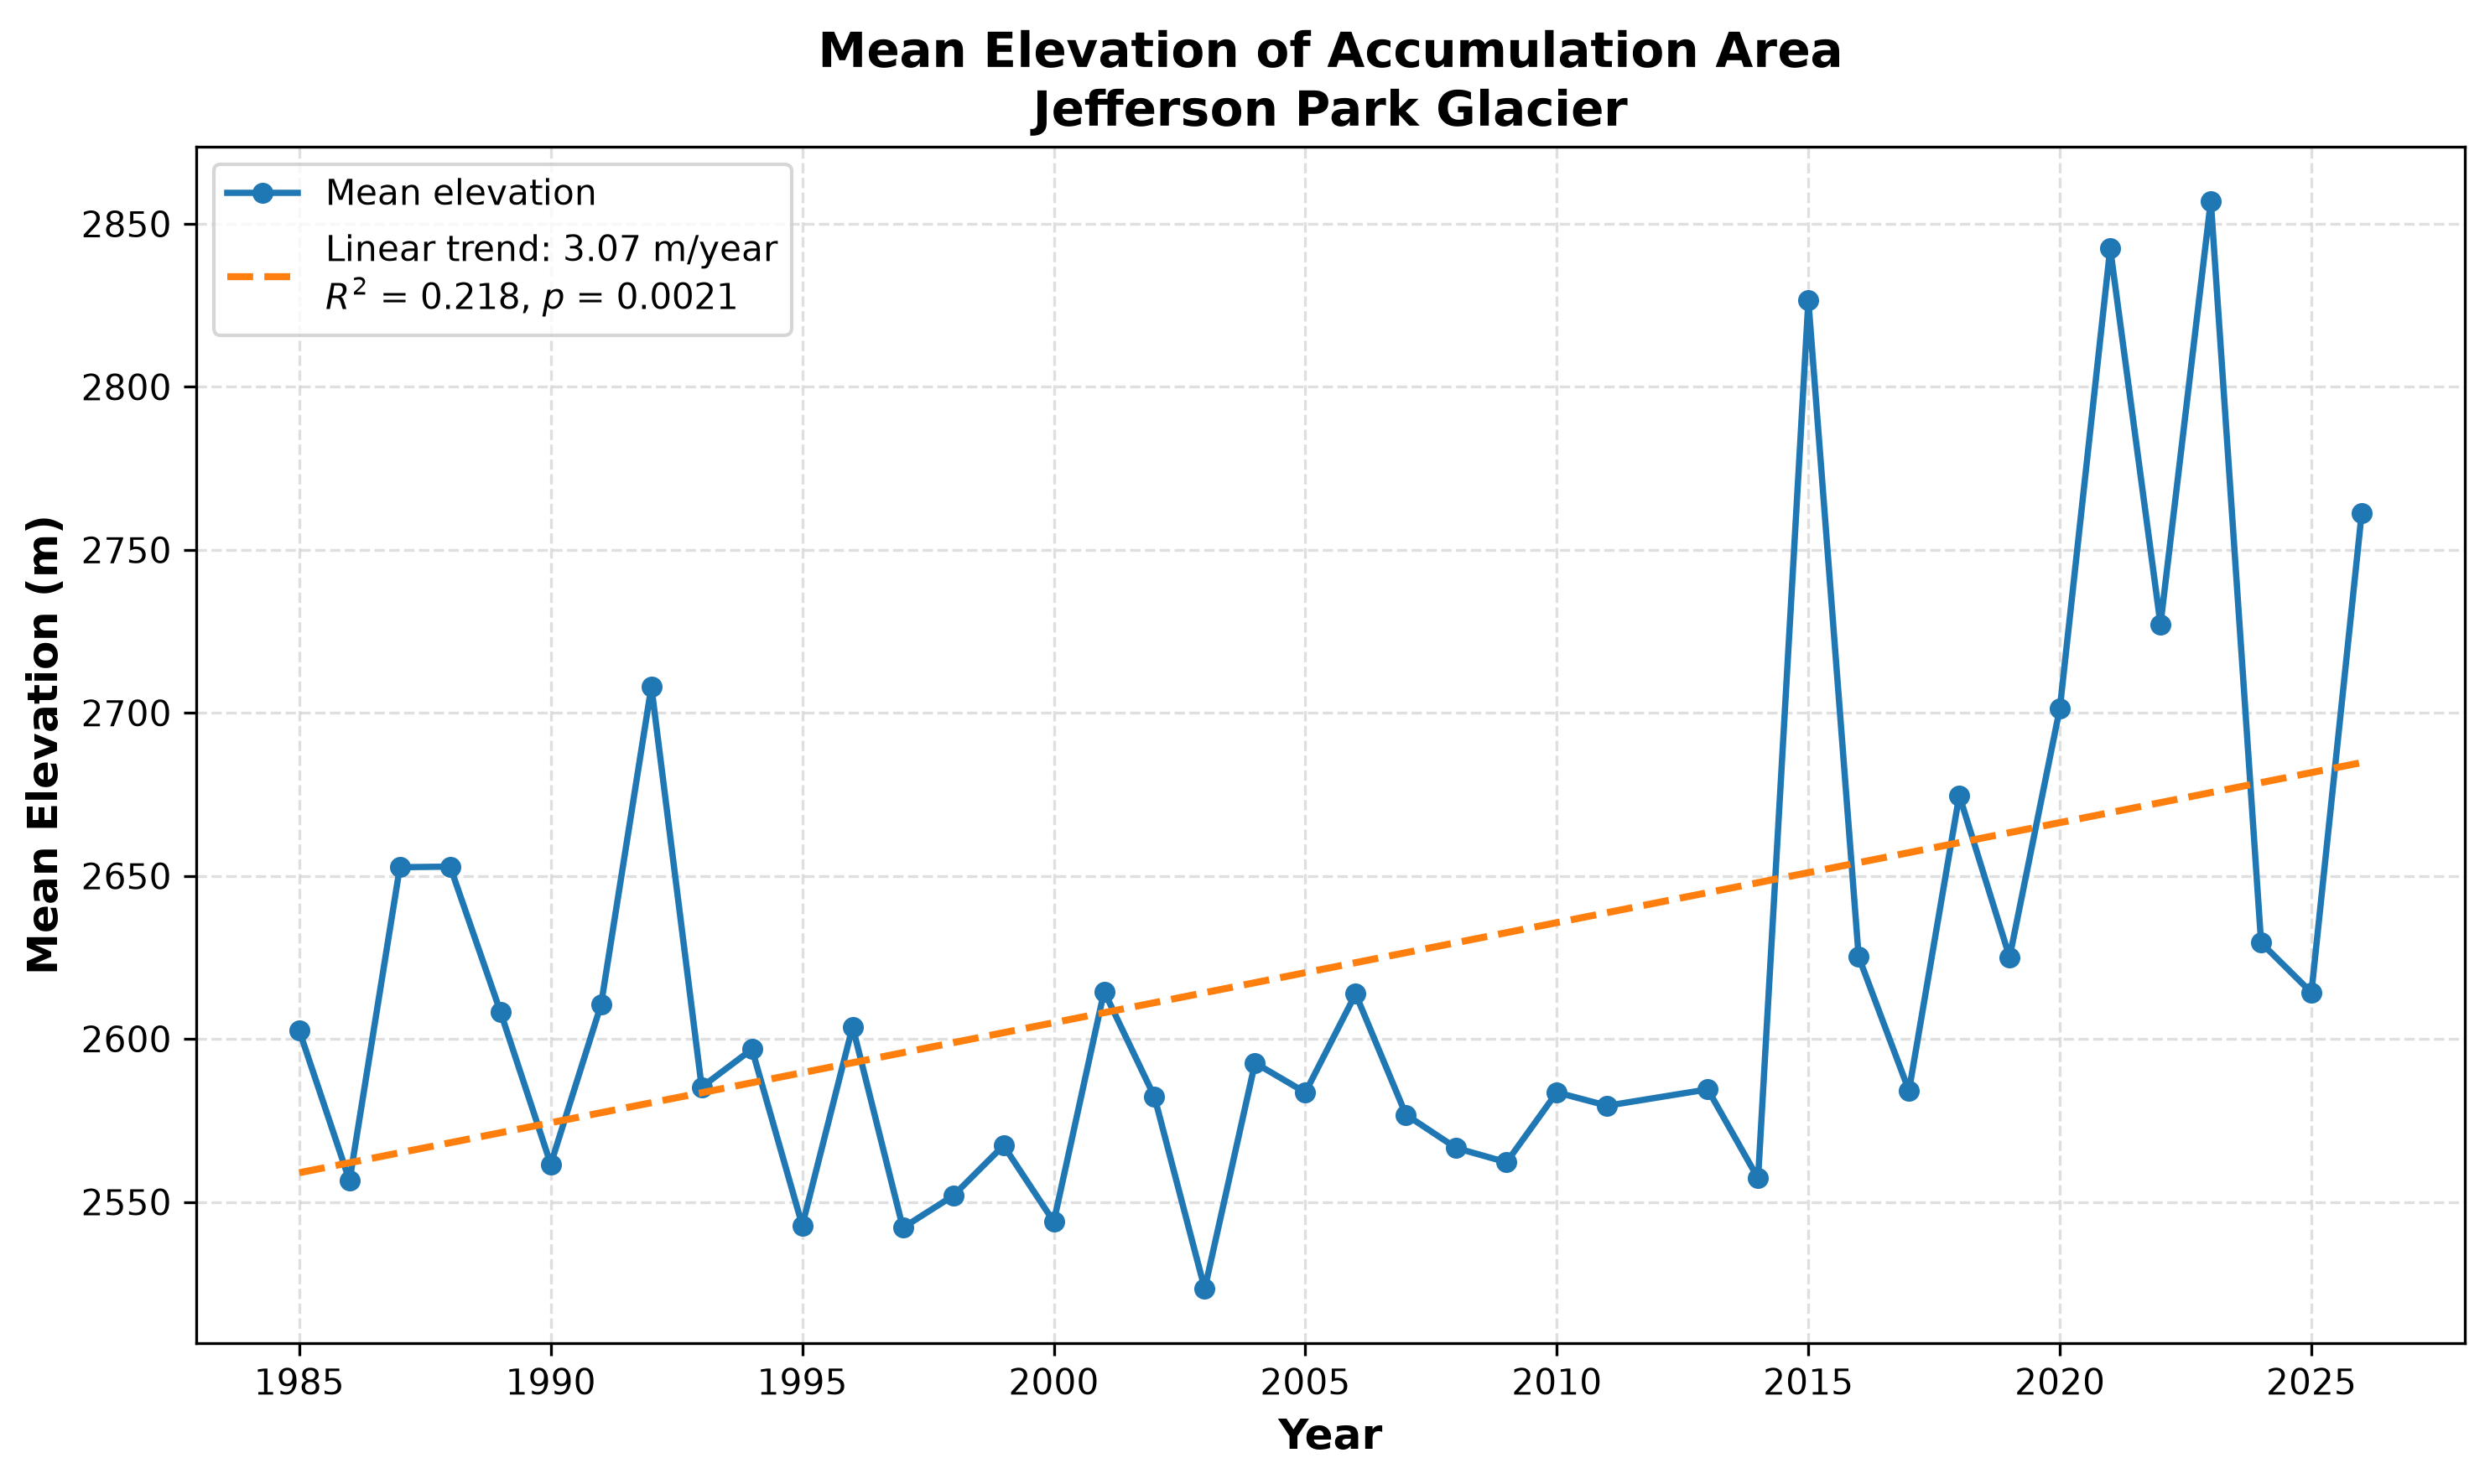 Mean Elevation of Accumulation Area
Jefferson Park Glacier
Mean elevation
Linear trend: 3.07 m/year
R² = 0.218, p = 0.0021
Mean Elevation (m)
2850
2800
2750
2700
2650
2600
2550
1985 1990 1995 2000 2005 2010 2015 2020 2025
Year